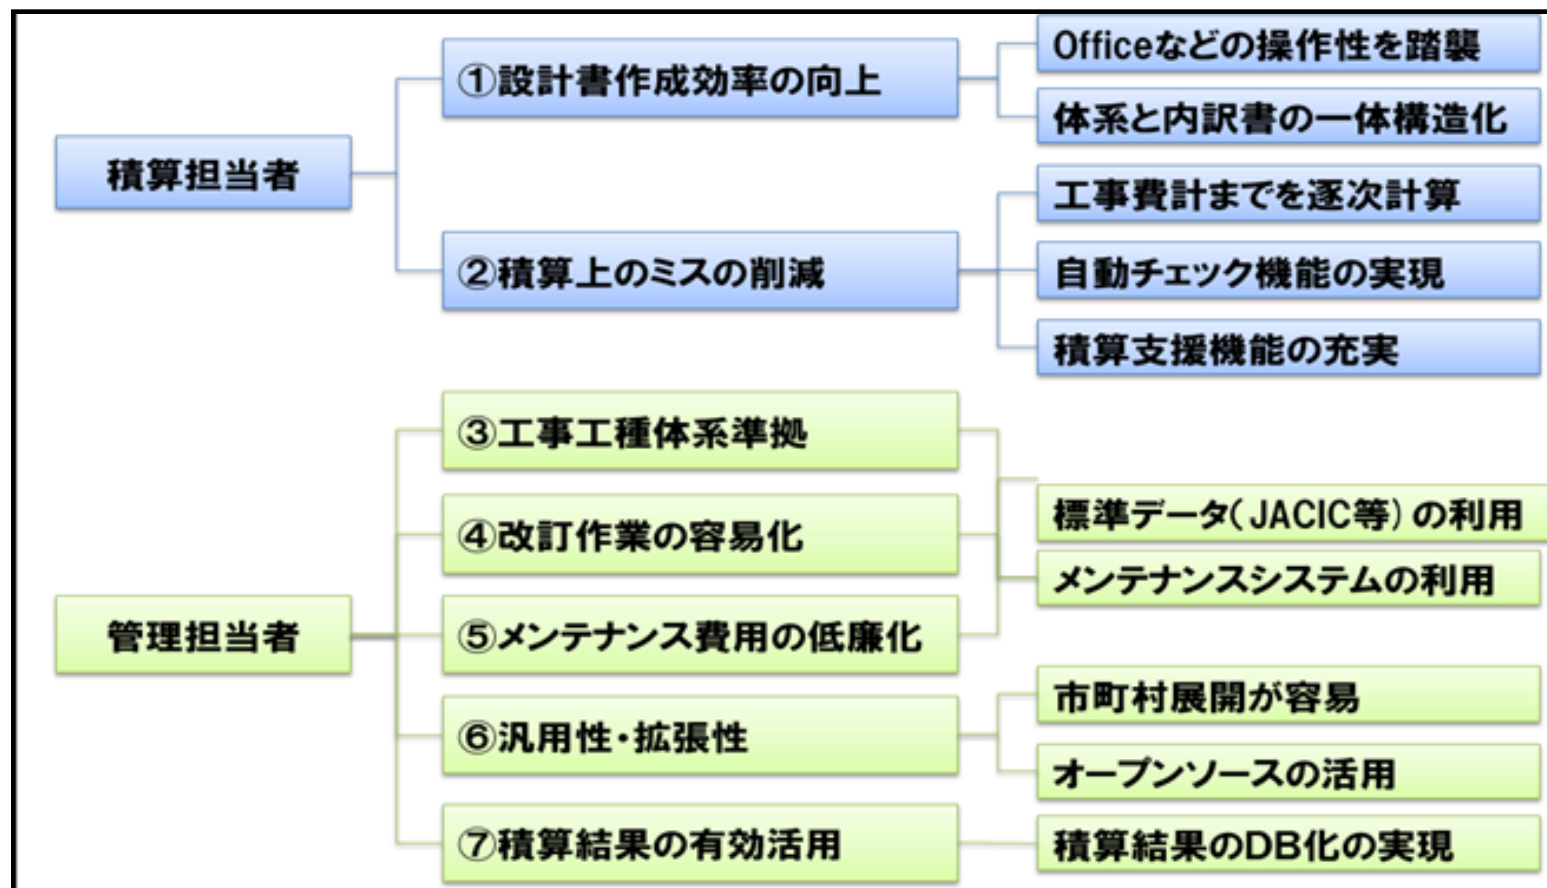 積算担当者
①設計書作成効率の向上
Officeなどの操作性を踏襲
体系と内訳書の一体構造化
②積算上のミスの削減
工事費計までを逐次計算
自動チェック機能の実現
積算支援機能の充実
管理担当者
③工事工種体系準拠
④改訂作業の容易化
⑤メンテナンス費用の低廉化
標準データ(JACIC等)の利用
メンテナンスシステムの利用
⑥汎用性・拡張性
市町村展開が容易
オープンソースの活用
⑦積算結果の有効活用
積算結果のDB化の実現